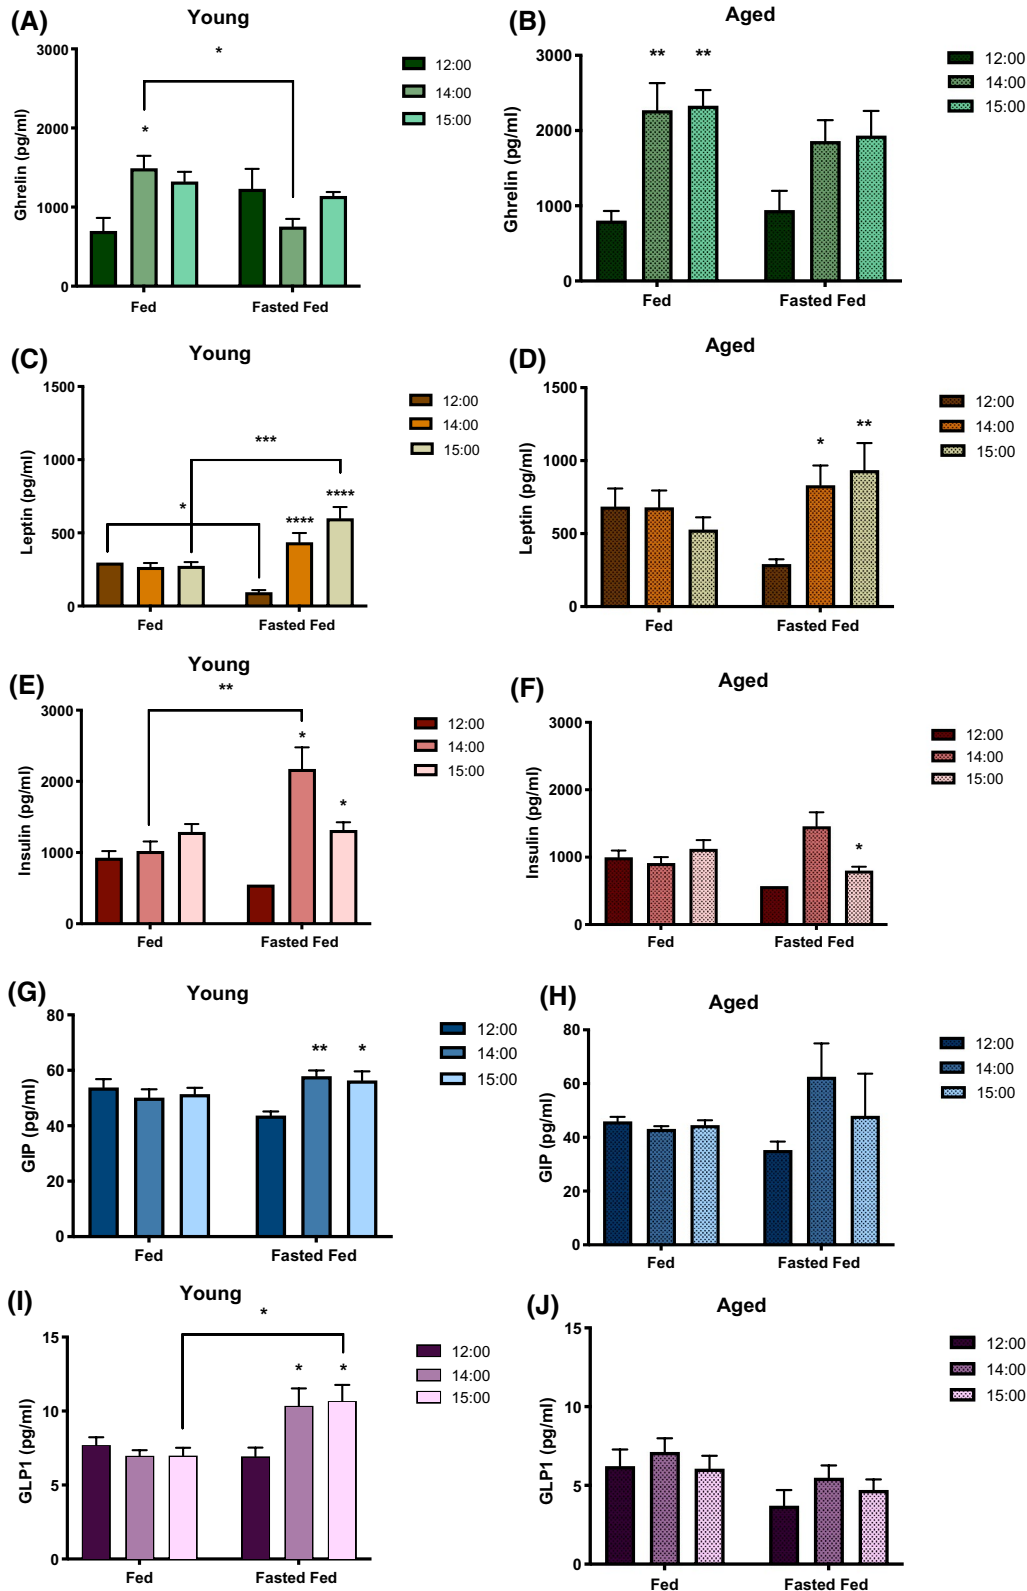 (A)
Young
*
*
3000
2000
1000
0
Ghrelin (pg/ml)
Fed
Fasted Fed
12:00
14:00
15:00
(B)
Aged
**
**
3000
2000
1000
0
Ghrelin (pg/ml)
Fed
Fasted Fed
12:00
14:00
15:00
(C)
Young
***
*
****
****
1500
1000
500
0
Leptin (pg/ml)
Fed
Fasted Fed
12:00
14:00
15:00
(D)
Aged
*
**
1500
1000
500
0
Leptin (pg/ml)
Fed
Fasted Fed
12:00
14:00
15:00
(E)
Young
**
*
*
3000
2000
1000
0
Insulin (pg/ml)
Fed
Fasted Fed
12:00
14:00
15:00
(F)
Aged
*
3000
2000
1000
0
Insulin (pg/ml)
Fed
Fasted Fed
12:00
14:00
15:00
(G)
Young
**
*
80
60
40
20
0
GIP (pg/ml)
Fed
Fasted Fed
12:00
14:00
15:00
(H)
Aged
80
60
40
20
0
GIP (pg/ml)
Fed
Fasted Fed
12:00
14:00
15:00
(I)
Young
*
*
*
15
10
5
0
GLP1 (pg/ml)
Fed
Fasted Fed
12:00
14:00
15:00
(J)
Aged
15
10
5
0
GLP1 (pg/ml)
Fed
Fasted Fed
12:00
14:00
15:00